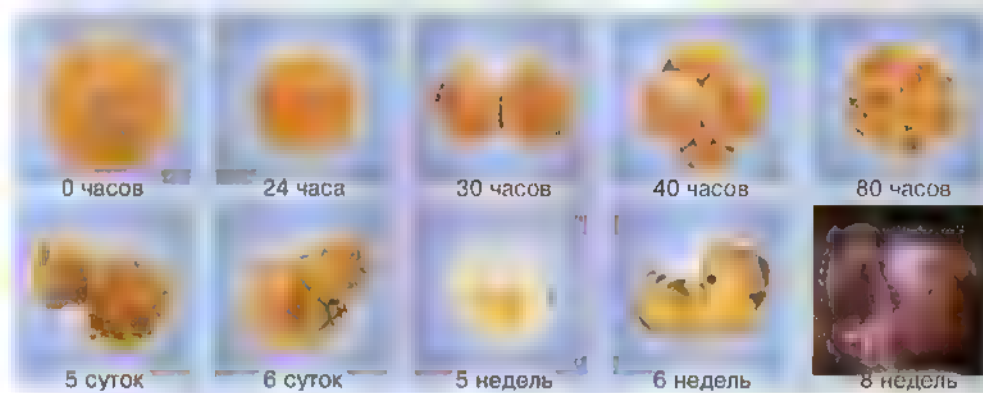 0 часов
24 часа
30 часов
40 часов
80 часов
5 суток
6 суток
5 недель
6 недель
8 недель